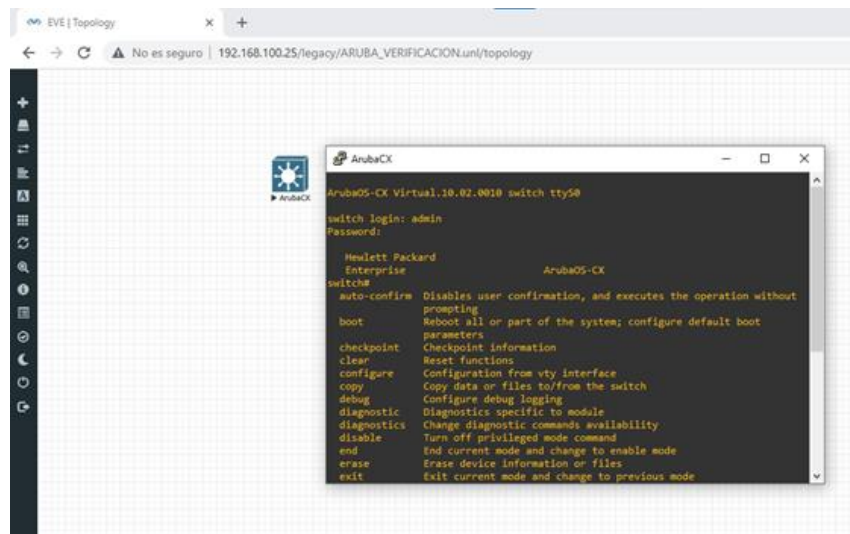 EVE | Topology
No es seguro | 192.168.100.25/legacy/ARUBA_VERIFICACION.unl/topology
ArubaCX
ArubaCX
ArubaOS-CX Virtual.10.02.0010 switch ttyS0
switch login: admin
Password:
Hewlett Packard
Enterprise ArubaOS-CX
switch#
auto-confirm Disables user confirmation, and executes the operation without
prompting
boot Reboot all or part of the system; configure default boot
parameters
checkpoint Checkpoint information
clear Reset functions
configure Configuration from vty interface
copy Copy data or files to/from the switch
debug Configure debug logging
diagnostic Diagnostics specific to module
diagnostics Change diagnostic commands availability
disable Turn off privileged mode command
end End current mode and change to enable mode
erase Erase device information or files
exit Exit current mode and change to previous mode